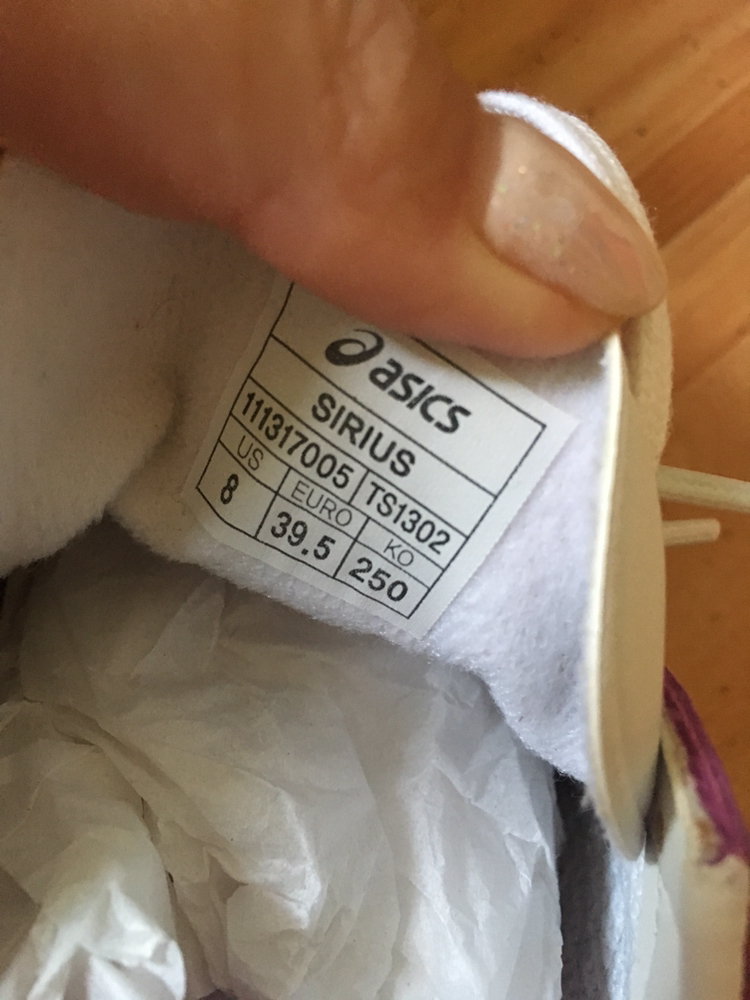 asics
SIRIUS
111317005 TS1302
US EURO KO
8 39.5 250